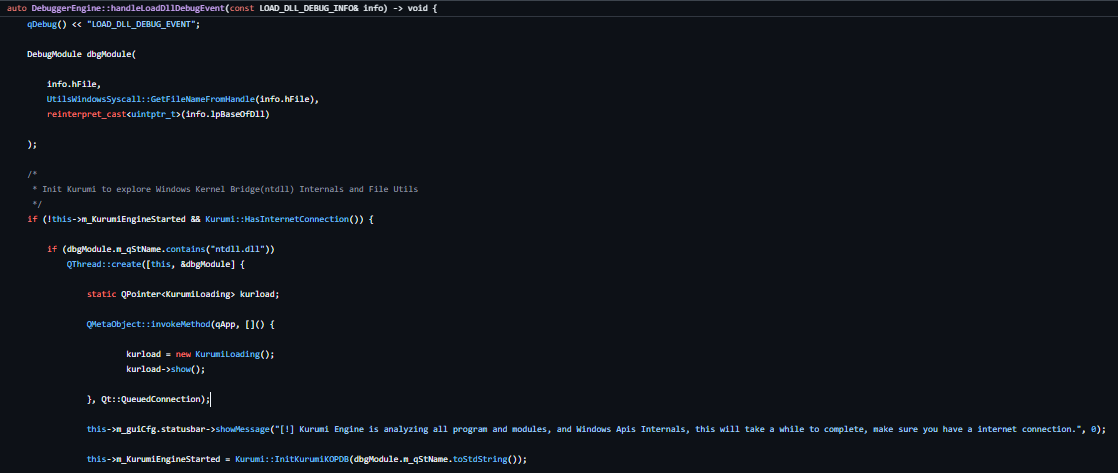 auto DebuggerEngine::handleLoadDllDebugEvent(const LOAD_DLL_DEBUG_INFO& info) -> void {
qDebug() << "LOAD_DLL_DEBUG_EVENT";
DebugModule dbgModule(
info.hFile,
UtilsWindowsSyscall::GetFileNameFromHandle(info.hFile),
reinterpret_cast<uintptr_t>(info.lpBaseOfDll)
);
/*
* Init Kurumi to explore Windows Kernel Bridge(ntdll) Internals and File Utils
*/
if (!this->m_KurumiEngineStarted && Kurumi::HasInternetConnection()) {
if (dbgModule.m_qStName.contains("ntdll.dll"))
QThread::create([this, &dbgModule] {
static QPointer<KurumiLoading> kurload;
QMetaObject::invokeMethod(qApp, []() {
kurload = new KurumiLoading();
kurload->show();
}, Qt::QueuedConnection);
this->m_guiCfg.statusbar->showMessage("[!] Kurumi Engine is analyzing all program and modules, and Windows Apis Internals, this will take a while to complete, make sure you have a internet connection.", 0);
this->m_KurumiEngineStarted = Kurumi::InitKurumiKOPDB(dbgModule.m_qStName.toStdString());